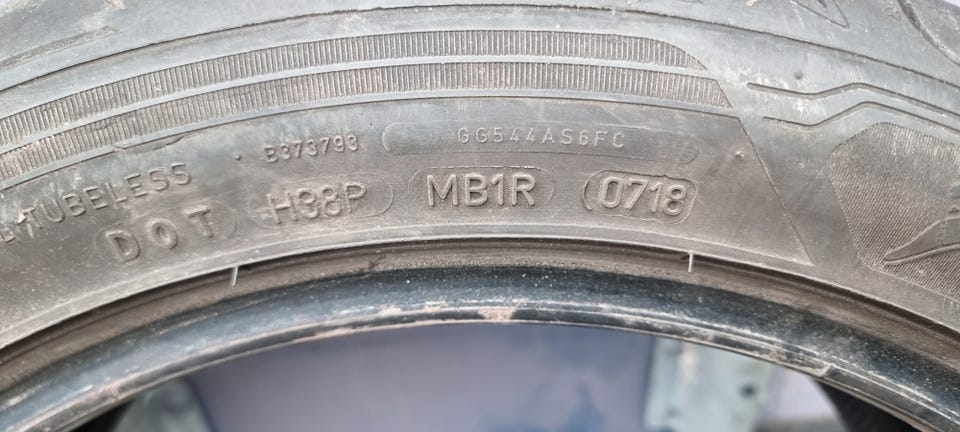 B373793 GG544AS6FC
TUBELESS
DOT H38P MB1R 0718